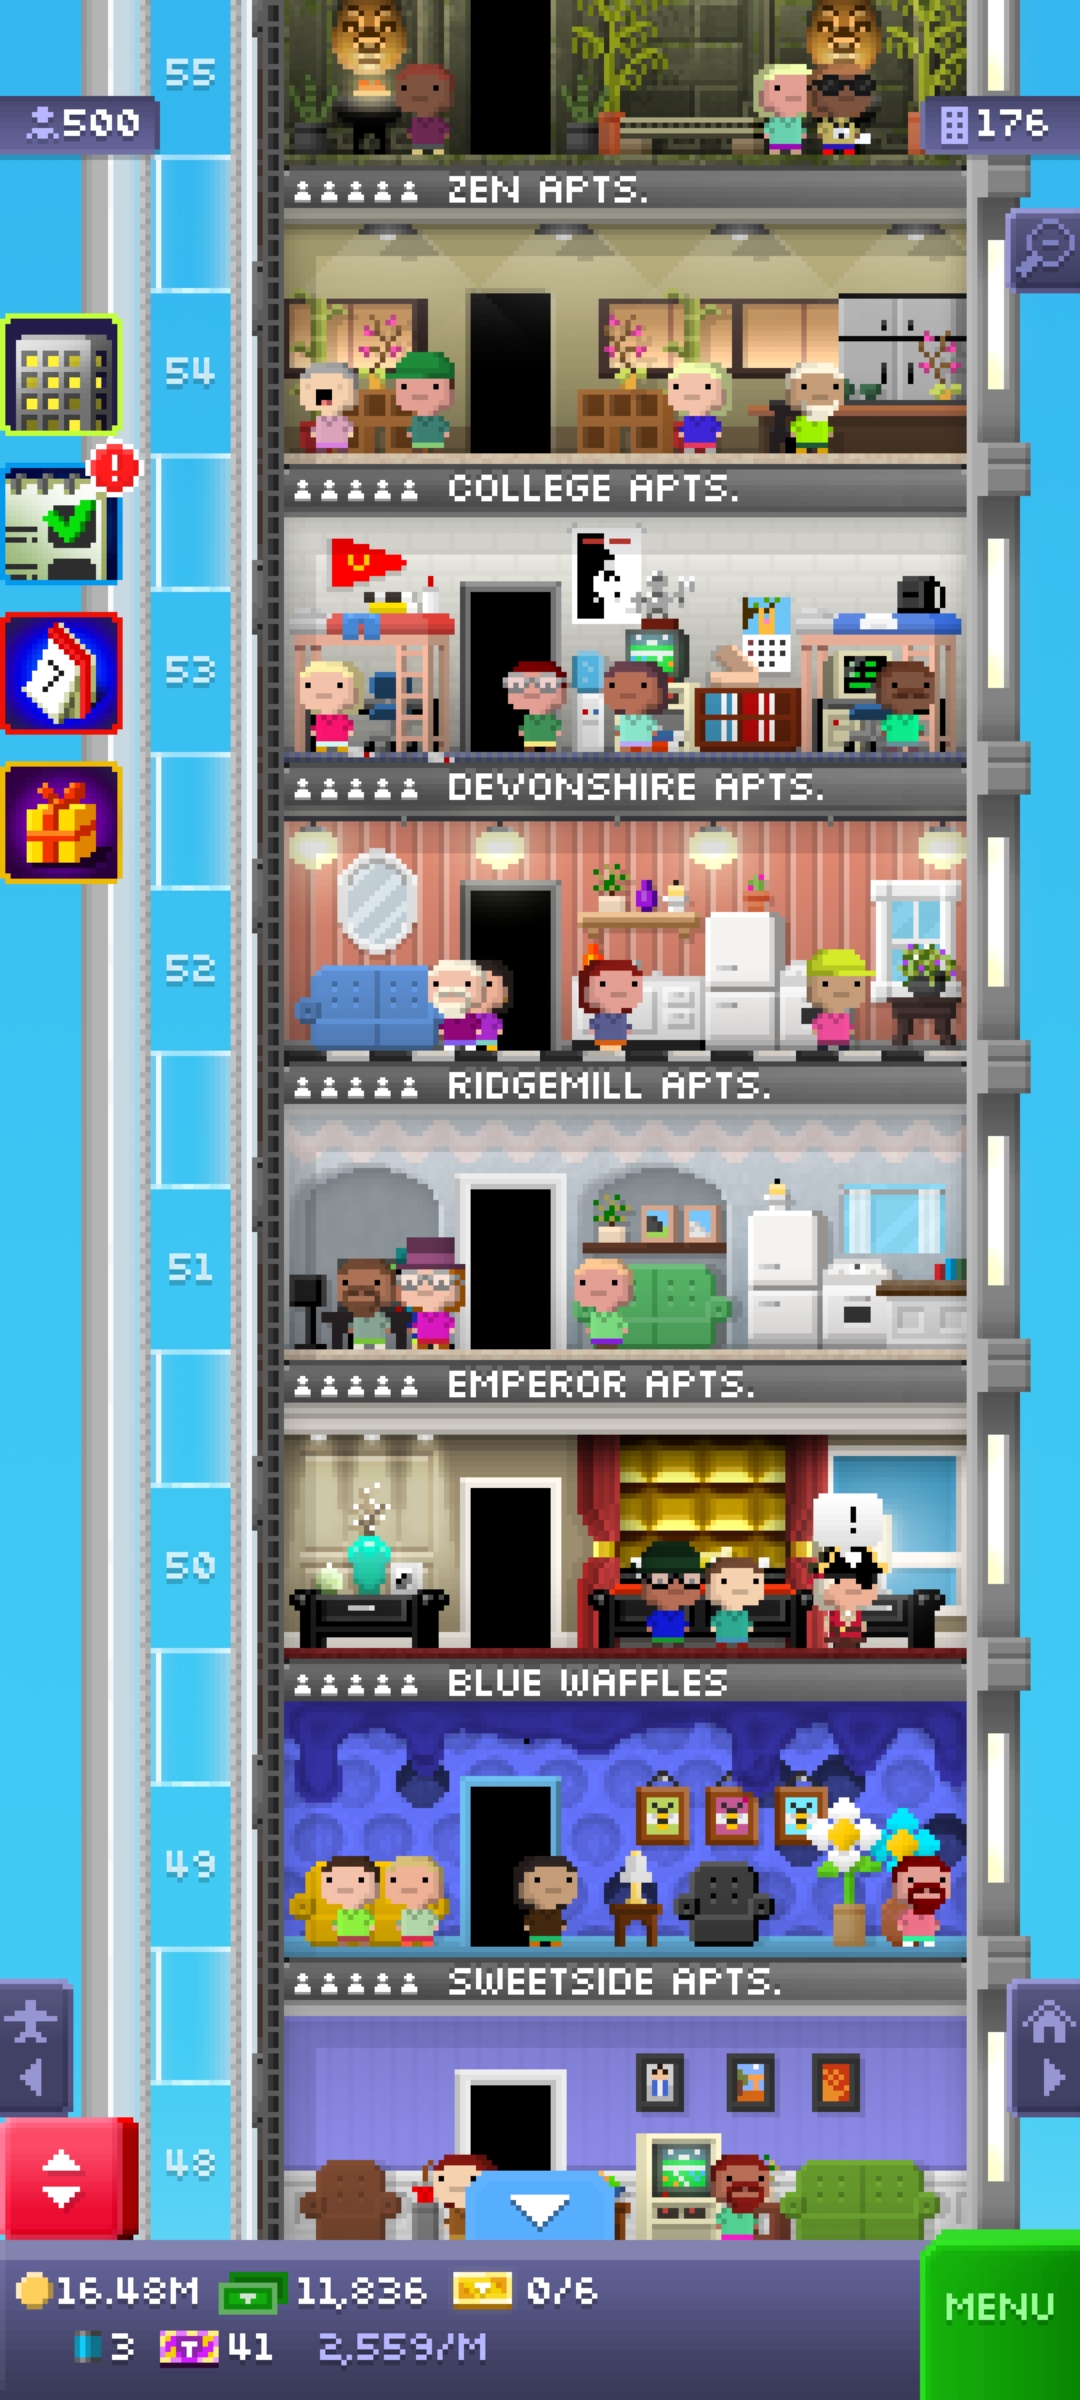 55
500
176
ZEN APTS.
54
COLLEGE APTS.
53
DEVONSHIRE APTS.
52
RIDGEMILL APTS.
51
EMPEROR APTS.
!
50
BLUE WAFFLES
49
SWEETSIDE APTS.
48
16.48M 11,836 0/6
MENU
3 T 41 2,559/M